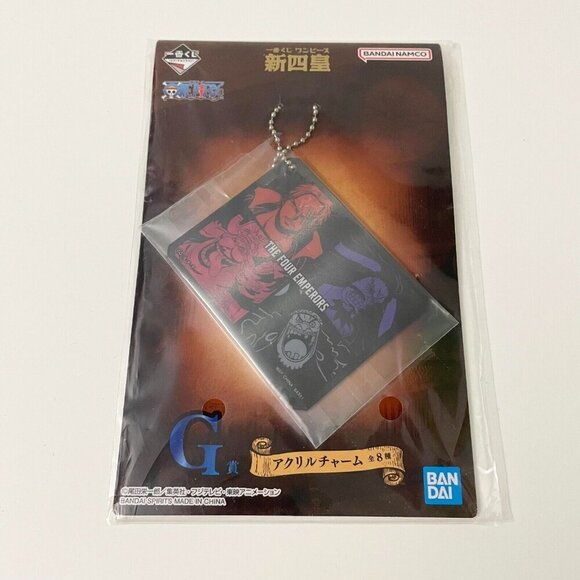 一番くじ
一番くじ ワンピース
新四皇
BANDAI NAMCO
ONE PIECE
THE FOUR EMPERORS
G賞
アクリルチャーム 全8種
BAN
DAI
©尾田栄一郎／集英社・フジテレビ・東映アニメーション
BANDAI SPIRITS MADE IN CHINA